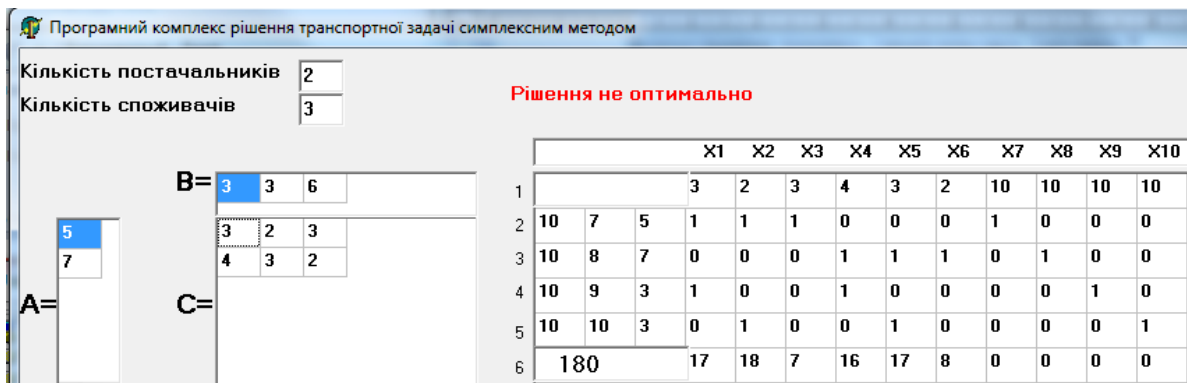 Програмний комплекс рішення транспортної задачі симплексним методом
Кількість постачальників 2
Кількість споживачів 3
Рішення не оптимально
X1 X2 X3 X4 X5 X6 X7 X8 X9 X10
B= 3 3 6
1 3 2 3 4 3 2 10 10 10 10
5 3 2 3 2 10 7 5 1 1 1 0 0 0 1 0 0 0
7 4 3 2 3 10 8 7 0 0 0 1 1 1 0 1 0 0
A= C= 4 10 9 3 1 0 0 1 0 0 0 0 1 0
5 10 10 3 0 1 0 0 1 0 0 0 0 1
6 180 17 18 7 16 17 8 0 0 0 0